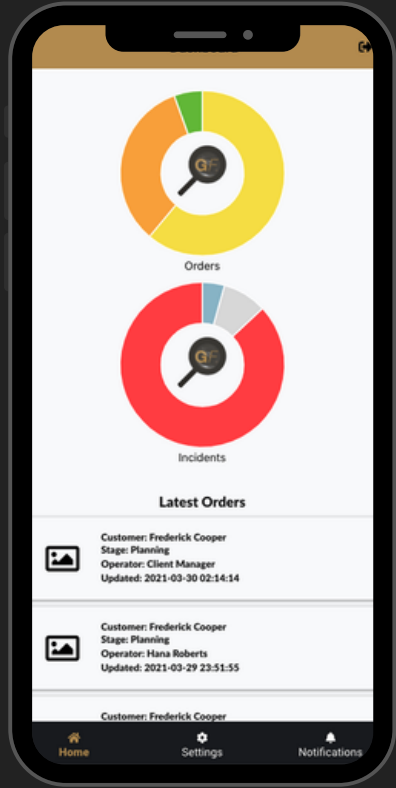 Orders
Incidents
Latest Orders
Customer: Frederick Cooper
Stage: Planning
Operator: Client Manager
Updated: 2021-03-30 02:14:14
Customer: Frederick Cooper
Stage: Planning
Operator: Hana Roberts
Updated: 2021-03-29 23:51:55
Customer: Frederick Cooper
Home
Settings
Notifications